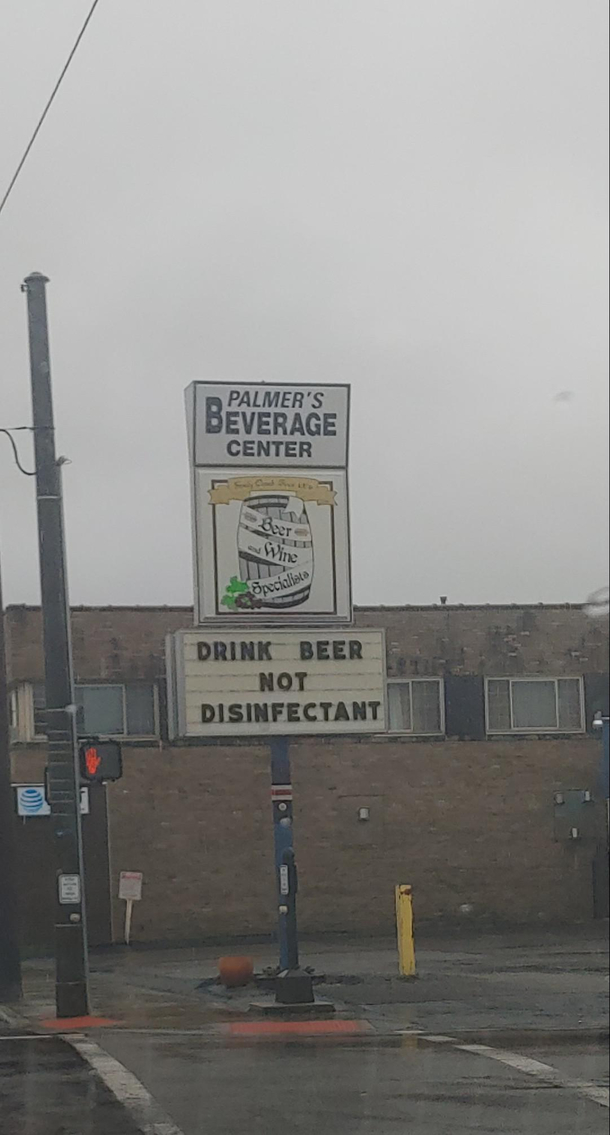 PALMER'S
BEVERAGE
CENTER
Beer
and Wine
Specialists
DRINK BEER
NOT
DISINFECTANT